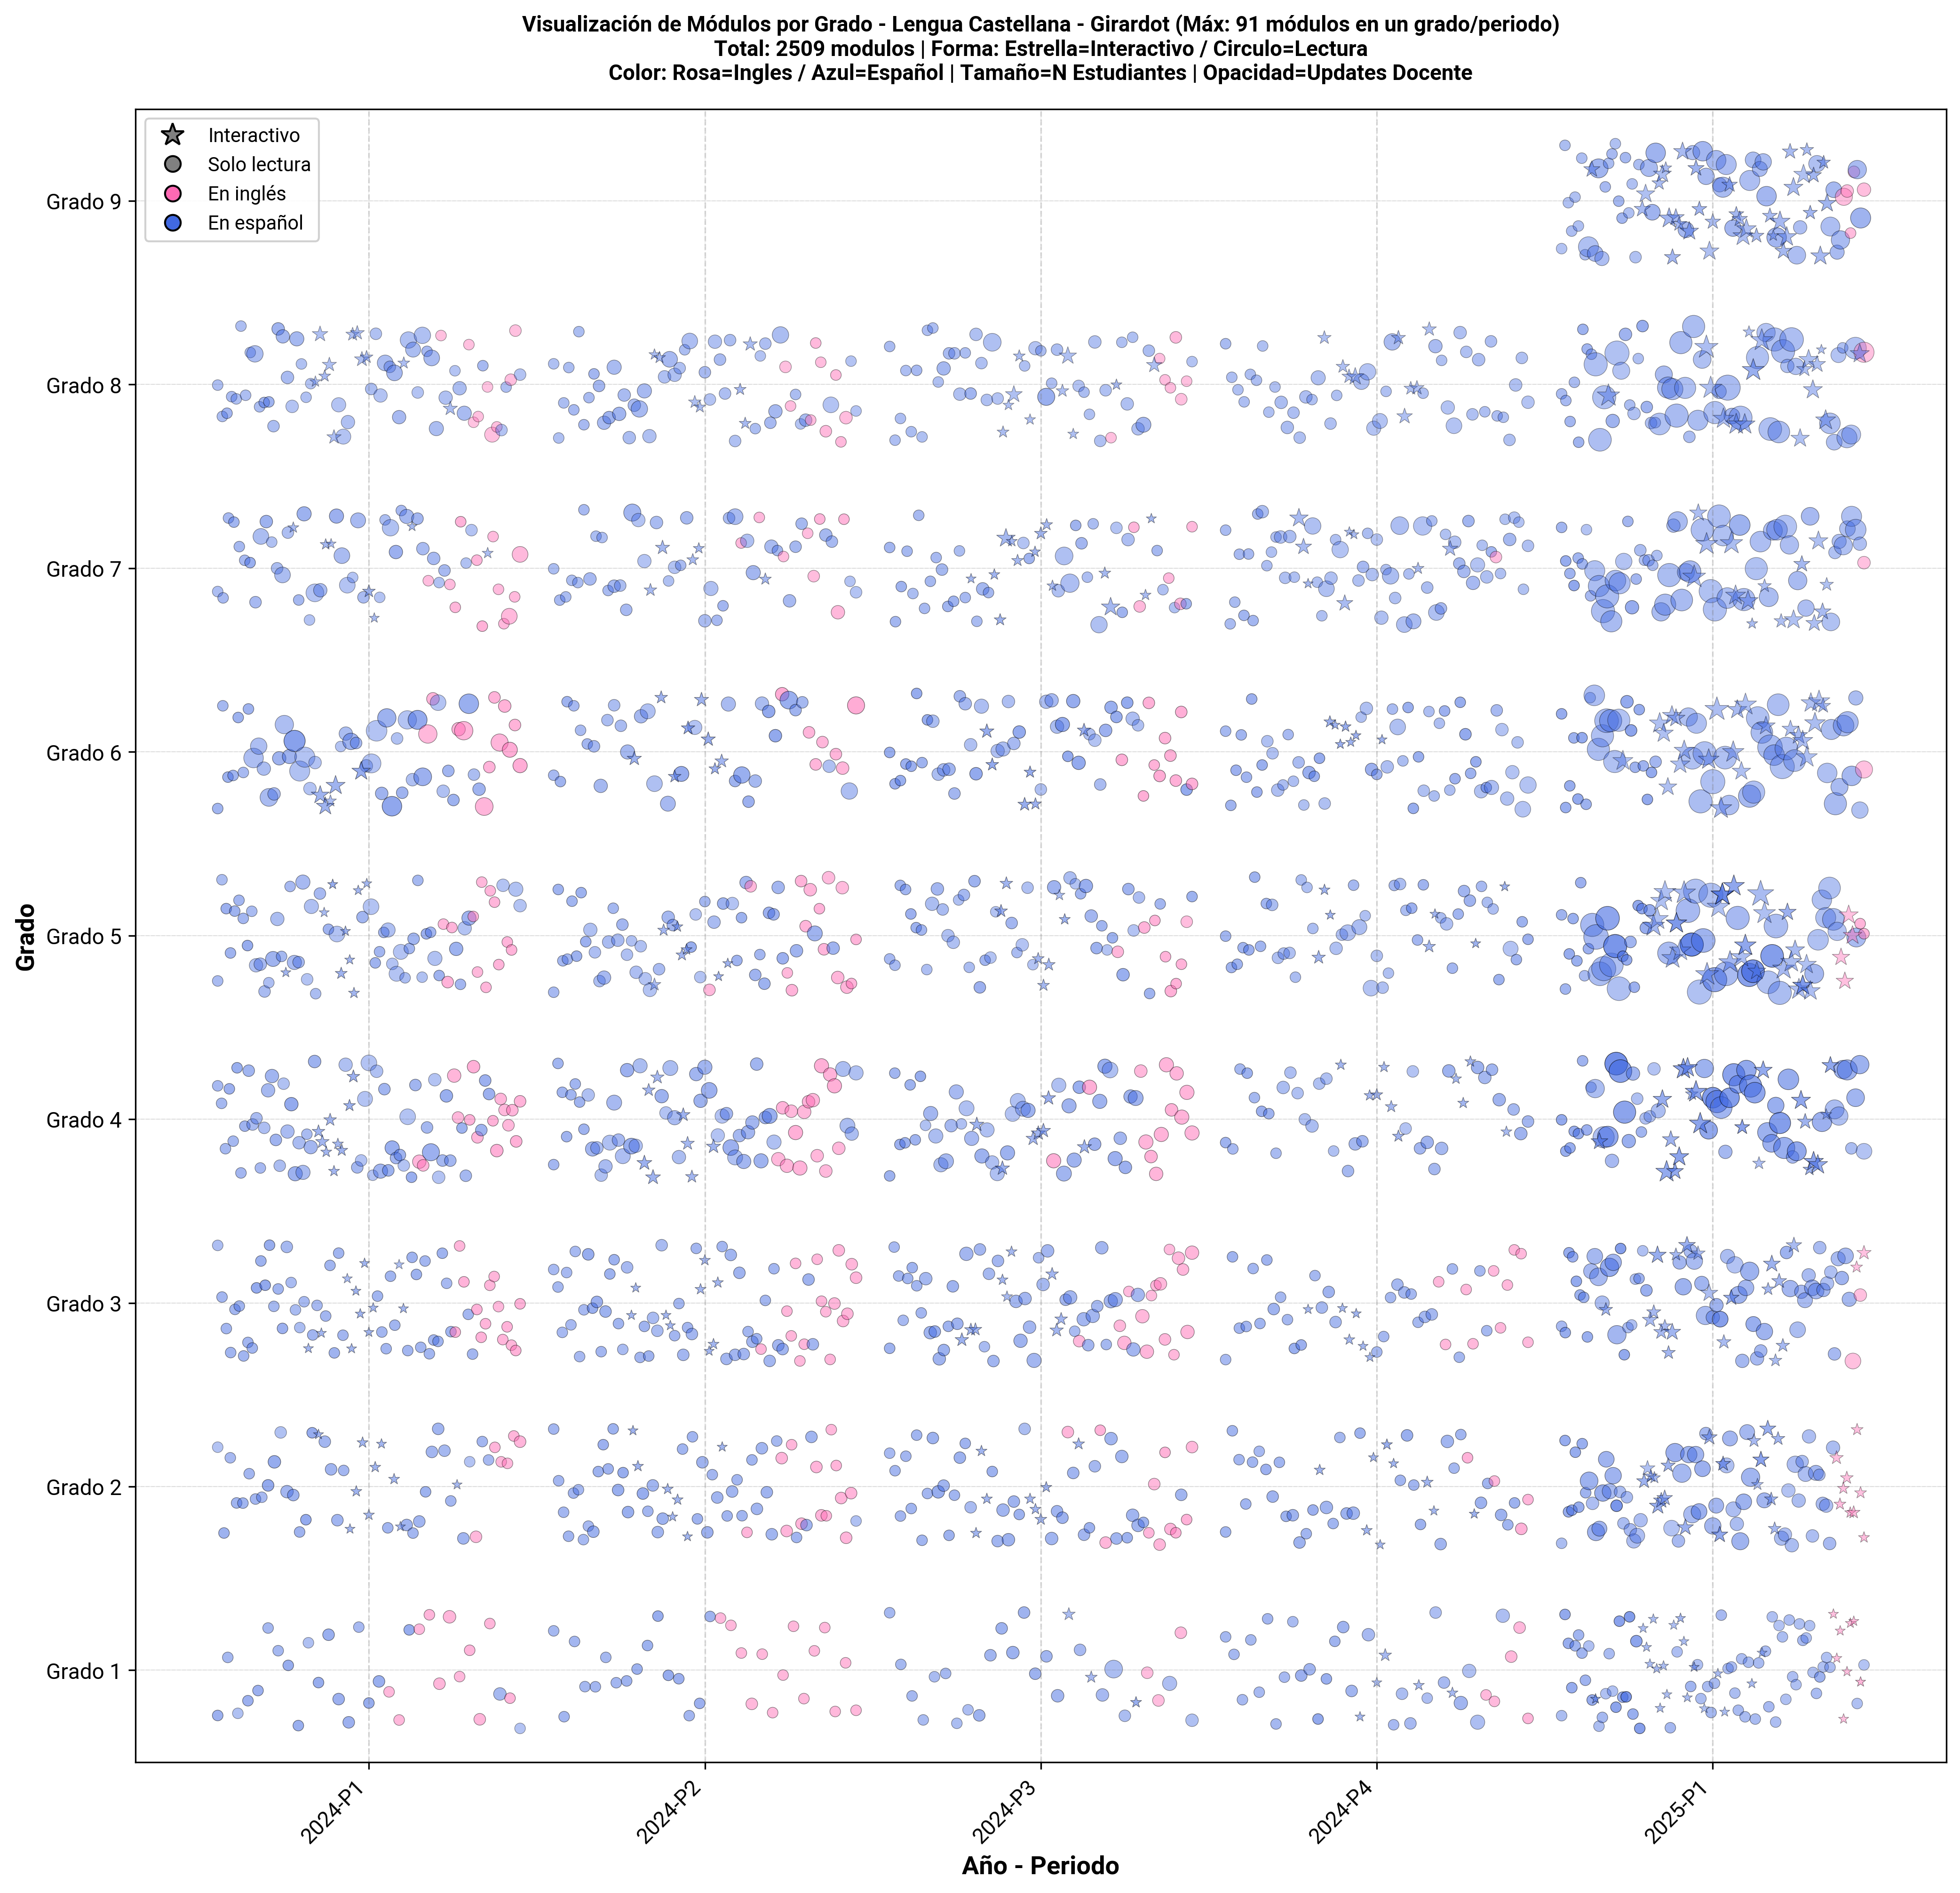 Visualización de Módulos por Grado - Lengua Castellana - Girardot (Máx: 91 módulos en un grado/periodo)
Total: 2509 modulos | Forma: Estrella=Interactivo / Circulo=Lectura
Color: Rosa=Ingles / Azul=Español | Tamaño=N Estudiantes | Opacidad=Updates Docente
Interactivo
Solo lectura
En inglés
En español
Grado 9
Grado 8
Grado 7
Grado 6
Grado 5
Grado 4
Grado 3
Grado 2
Grado 1
Grado
2024-P1
2024-P2
2024-P3
2024-P4
2025-P1
Año - Periodo